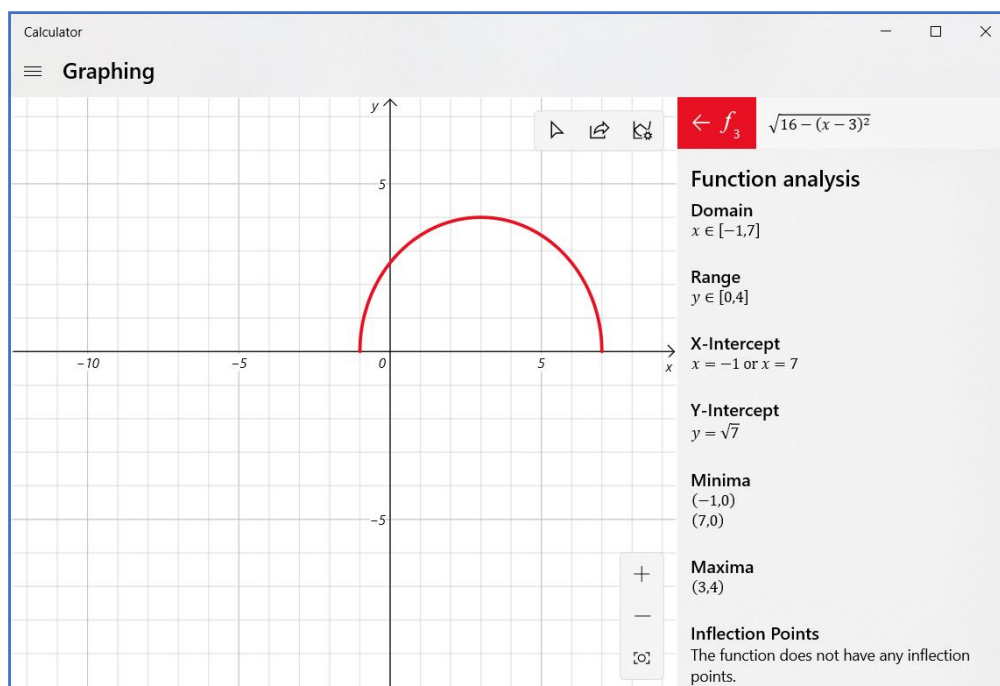 Calculator
Graphing
y
5
-10
-5
0
5
x
-5
f₃
√16 − (x − 3)²
Function analysis
Domain
x ∈ [−1,7]
Range
y ∈ [0,4]
X-Intercept
x = −1 or x = 7
Y-Intercept
y = √7
Minima
(−1,0)
(7,0)
Maxima
(3,4)
Inflection Points
The function does not have any inflection
points.